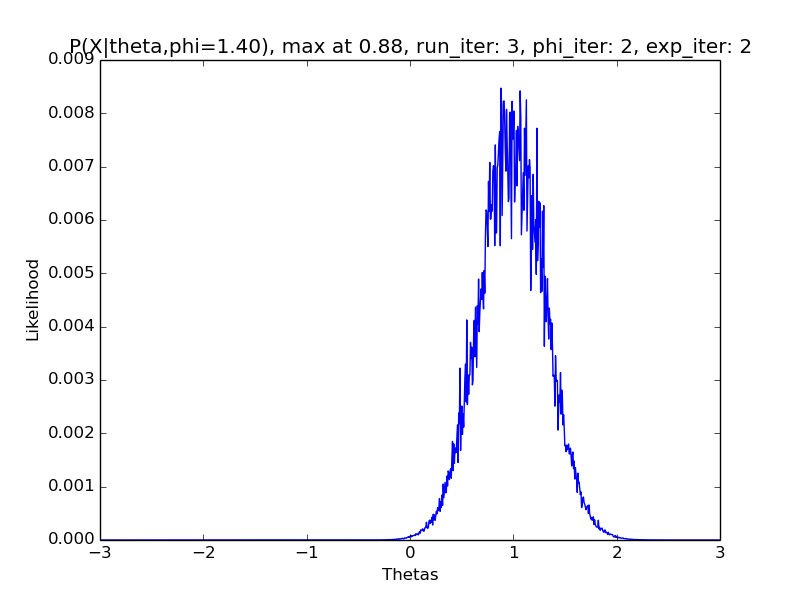 P(X|theta,phi=1.40), max at 0.88, run_iter: 3, phi_iter: 2, exp_iter: 2
0.009
0.008
0.007
0.006
0.005
0.004
0.003
0.002
0.001
0.000
Likelihood
−3 −2 −1 0 1 2 3
Thetas